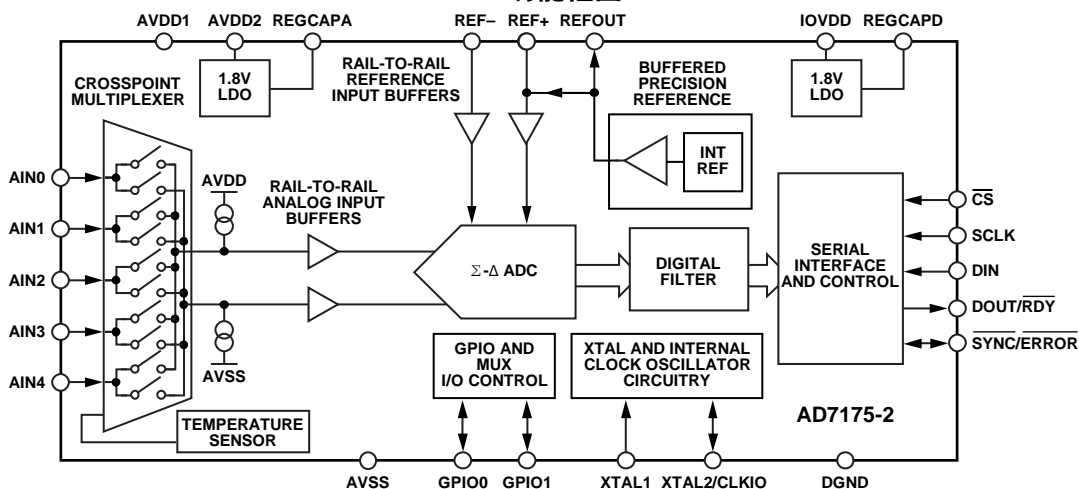 AVDD1 AVDD2 REGCAPA REF– REF+ REFOUT IOVDD REGCAPD
CROSSPOINT
MULTIPLEXER
1.8V
LDO
RAIL-TO-RAIL
REFERENCE
INPUT BUFFERS
BUFFERED
PRECISION
REFERENCE
INT
REF
1.8V
LDO
AIN0
AIN1
AIN2
AIN3
AIN4
AVDD
AVSS
RAIL-TO-RAIL
ANALOG INPUT
BUFFERS
Σ-Δ ADC
DIGITAL
FILTER
SERIAL
INTERFACE
AND CONTROL
CS
SCLK
DIN
DOUT/RDY
SYNC/ERROR
GPIO AND
MUX
I/O CONTROL
XTAL AND INTERNAL
CLOCK OSCILLATOR
CIRCUITRY
TEMPERATURE
SENSOR
AD7175-2
AVSS GPIO0 GPIO1 XTAL1 XTAL2/CLKIO DGND